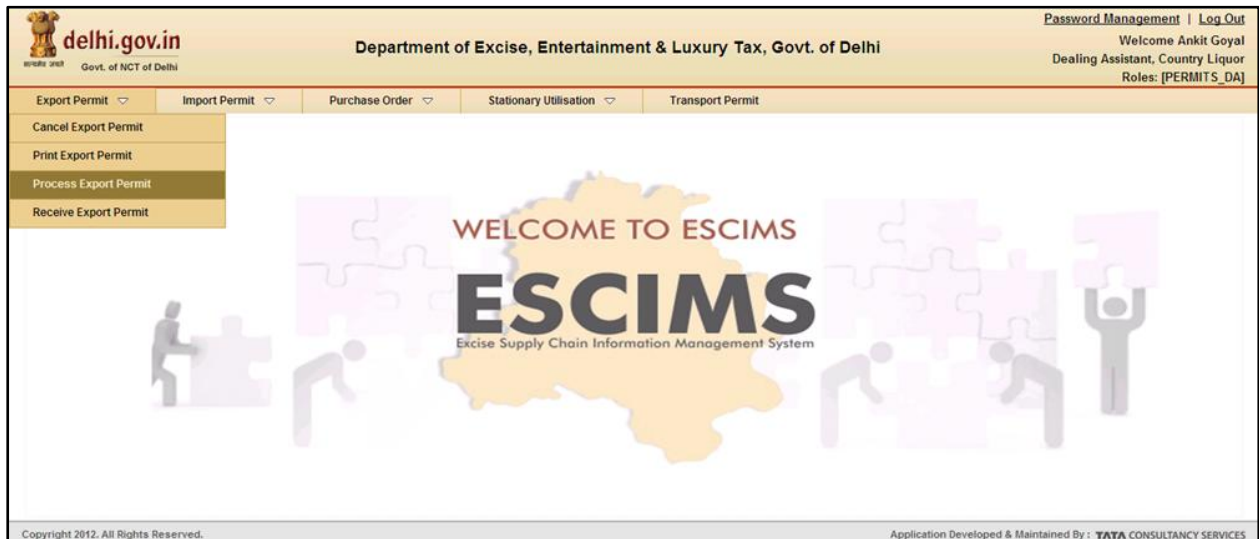 Password Management | Log Out
delhi.gov.in
Govt. of NCT of Delhi
सत्यमेव जयते
Department of Excise, Entertainment & Luxury Tax, Govt. of Delhi
Welcome Ankit Goyal
Dealing Assistant, Country Liquor
Roles: [PERMITS_DA]
Export Permit Import Permit Purchase Order Stationary Utilisation Transport Permit
Cancel Export Permit
Print Export Permit
Process Export Permit
Receive Export Permit
WELCOME TO ESCIMS
ESCIMS
Excise Supply Chain Information Management System
Copyright 2012. All Rights Reserved. Application Developed & Maintained By : TATA CONSULTANCY SERVICES